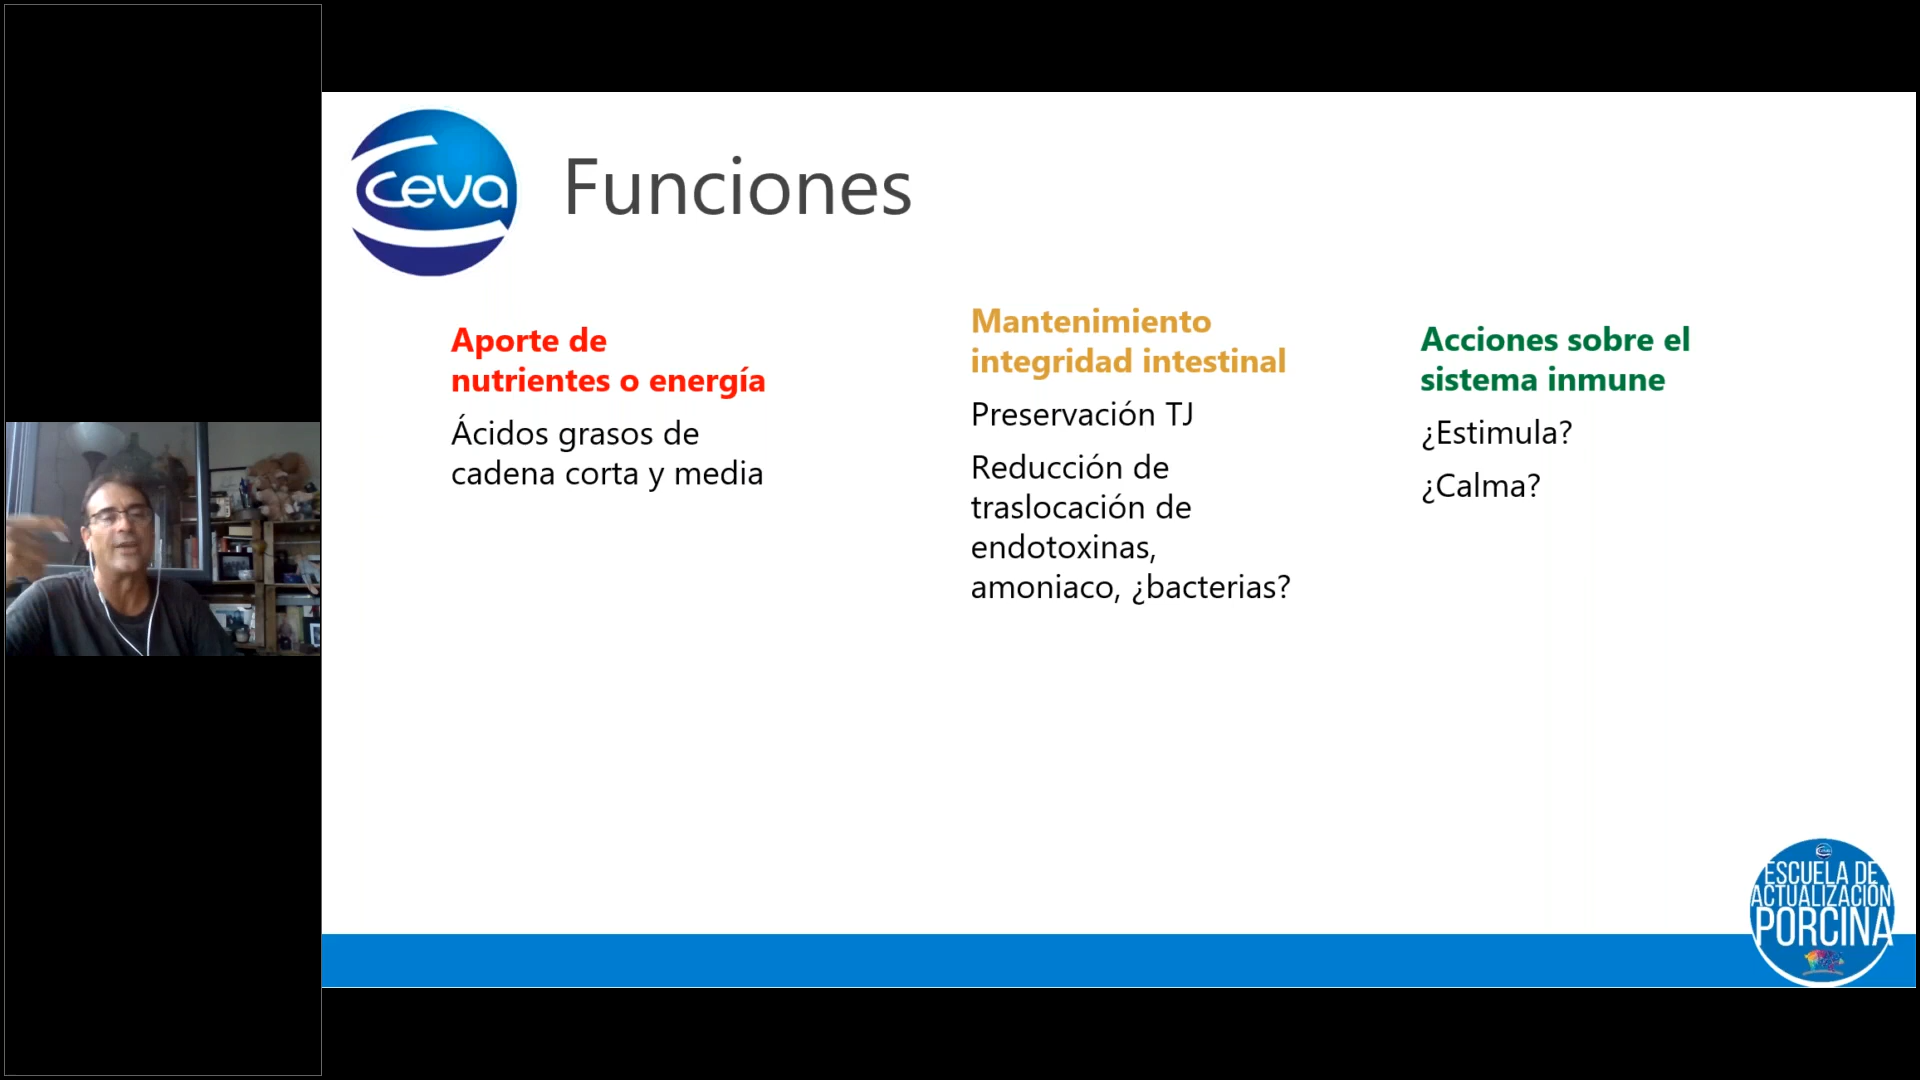 ceva
Funciones
Aporte de
nutrientes o energía
Ácidos grasos de
cadena corta y media
Mantenimiento
integridad intestinal
Preservación TJ
Reducción de
traslocación de
endotoxinas,
amoniaco, ¿bacterias?
Acciones sobre el
sistema inmune
¿Estimula?
¿Calma?
ESCUELA DE
ACTUALIZACIÓN
PORCINA